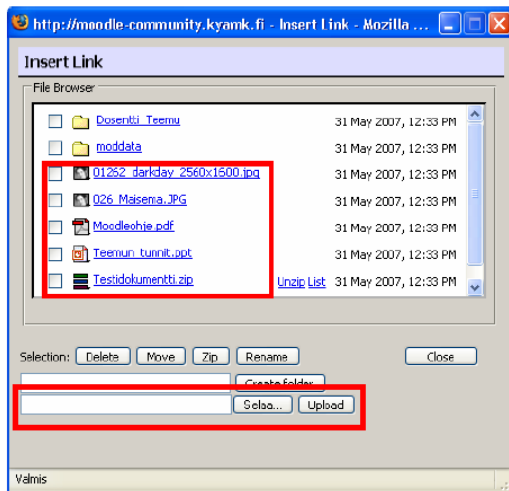 http://moodle-community.kyamk.fi - Insert Link - Mozilla ...
Insert Link
File Browser
Dosentti_Teemu 31 May 2007, 12:33 PM
moddata 31 May 2007, 12:33 PM
01262_darkday_2560x1600.jpg 31 May 2007, 12:33 PM
026_Maisema.JPG 31 May 2007, 12:33 PM
Moodleohje.pdf 31 May 2007, 12:33 PM
Teemun_tunnit.ppt 31 May 2007, 12:33 PM
Testidokumentti.zip Unzip List 31 May 2007, 12:33 PM
Selection: Delete Move Zip Rename Close
Create folder
Selaa... Upload
Valmis